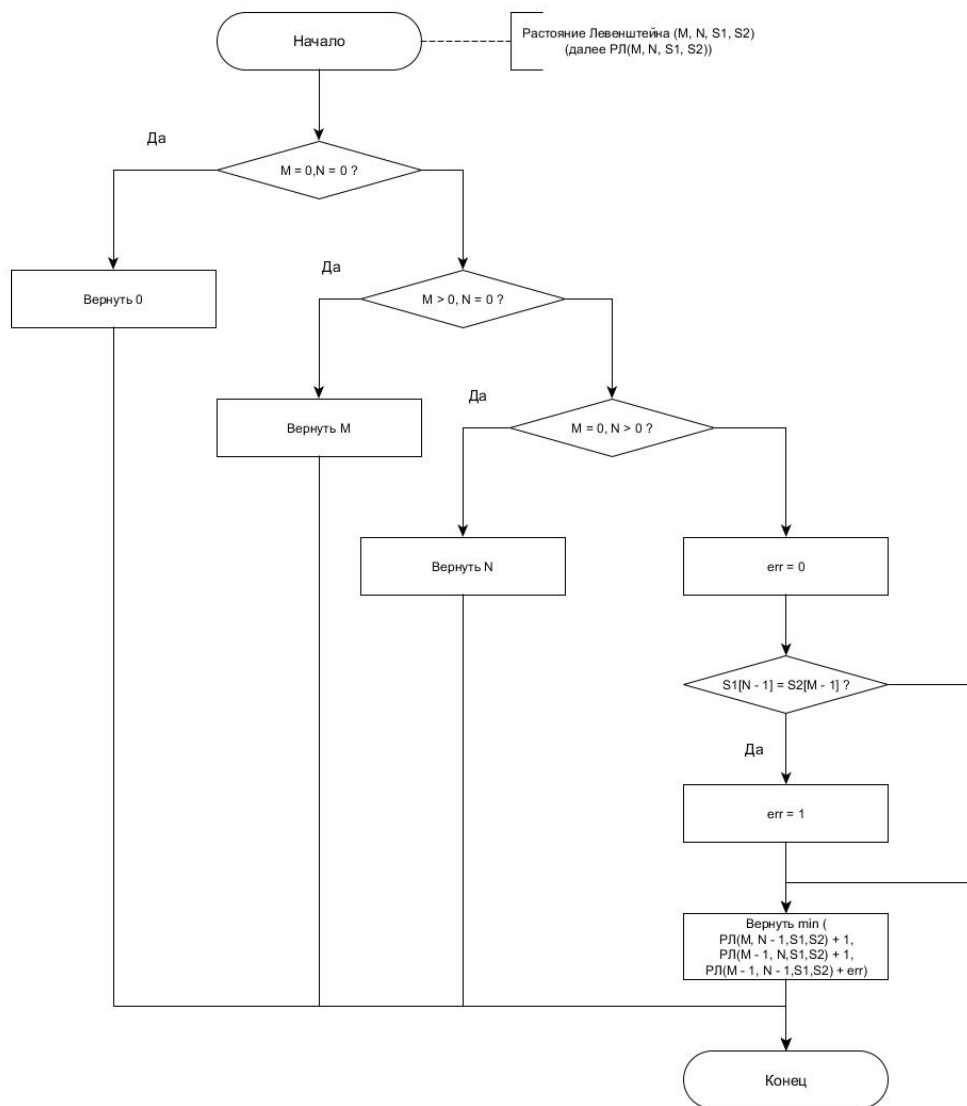 Начало
Растояние Левенштейна (M, N, S1, S2)
(далее РЛ(M, N, S1, S2))
Да
M = 0,N = 0 ?
Да
Вернуть 0
M > 0, N = 0 ?
Да
Вернуть M
M = 0, N > 0 ?
Вернуть N
err = 0
S1[N - 1] = S2[M - 1] ?
Да
err = 1
Вернуть min (
РЛ(M, N - 1,S1,S2) + 1,
РЛ(M - 1, N,S1,S2) + 1,
РЛ(M - 1, N - 1,S1,S2) + err)
Конец